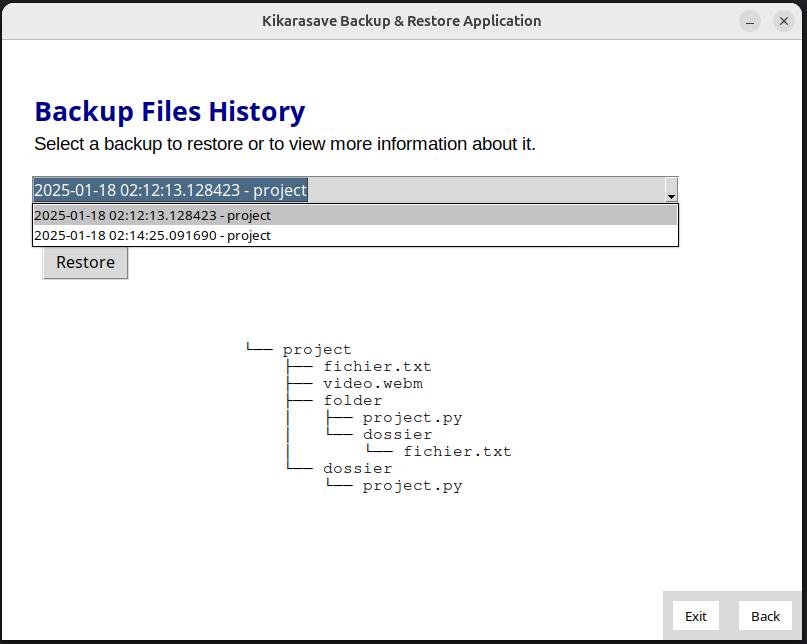 Kikarasave Backup & Restore Application
Backup Files History
Select a backup to restore or to view more information about it.
2025-01-18 02:12:13.128423 - project
2025-01-18 02:12:13.128423 - project
2025-01-18 02:14:25.091690 - project
Restore
└── project
    ├── fichier.txt
    ├── video.webm
    ├── folder
    │   ├── project.py
    │   └── dossier
    │       └── fichier.txt
    └── dossier
        └── project.py
Exit Back